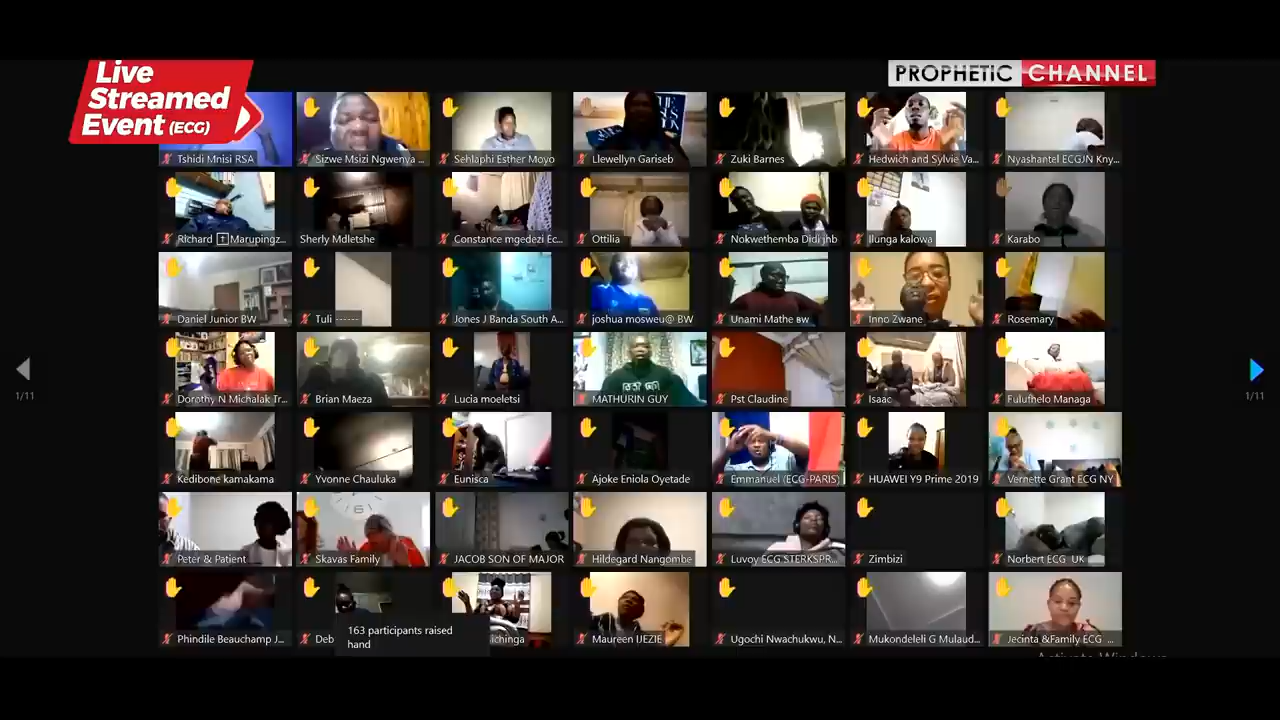 Live
Streamed
Event (ECG)
PROPHETIC CHANNEL
Tshidi Mnisi RSA
Sizwe Msizi Ngwenya ...
Sehlaphi Esther Moyo
Llewellyn Gariseb
Zuki Barnes
Hedwich and Sylvie Va...
Nyashantel ECGJN Kny...
Richard Marupingz...
Sherly Mdletshe
Constance mgedezi Ec...
Ottilia
Nokwethemba Didi jhb
Ilunga kalowa
Karabo
Daniel Junior BW
Tuli ------
Jones J Banda South A...
joshua mosweu@ BW
Unami Mathe BW
Inno Zwane
Rosemary
1/11
1/11
Dorothy N Michalak Tr...
Brian Maeza
Lucia moeletsi
MATHURIN GUY
Pst Claudine
Isaac
Fulufhelo Managa
Kedibone kamakama
Yvonne Chauluka
Eunisca
Ajoke Eniola Oyetade
Emmanuel (ECG-PARIS)
HUAWEI Y9 Prime 2019
Vernette Grant ECG NY
Peter & Patient
Skavas Family
JACOB SON OF MAJOR
Hildegard Nangombe
Luvoy ECG STERKSPR...
Zimbizi
Norbert ECG UK
Phindile Beauchamp J...
Deb
ichinga
Maureen IJEZIE
Ugochi Nwachukwu, N...
Mukondeleli G Mulaud...
Jecinta &Family ECG ...
163 participants raised
hand